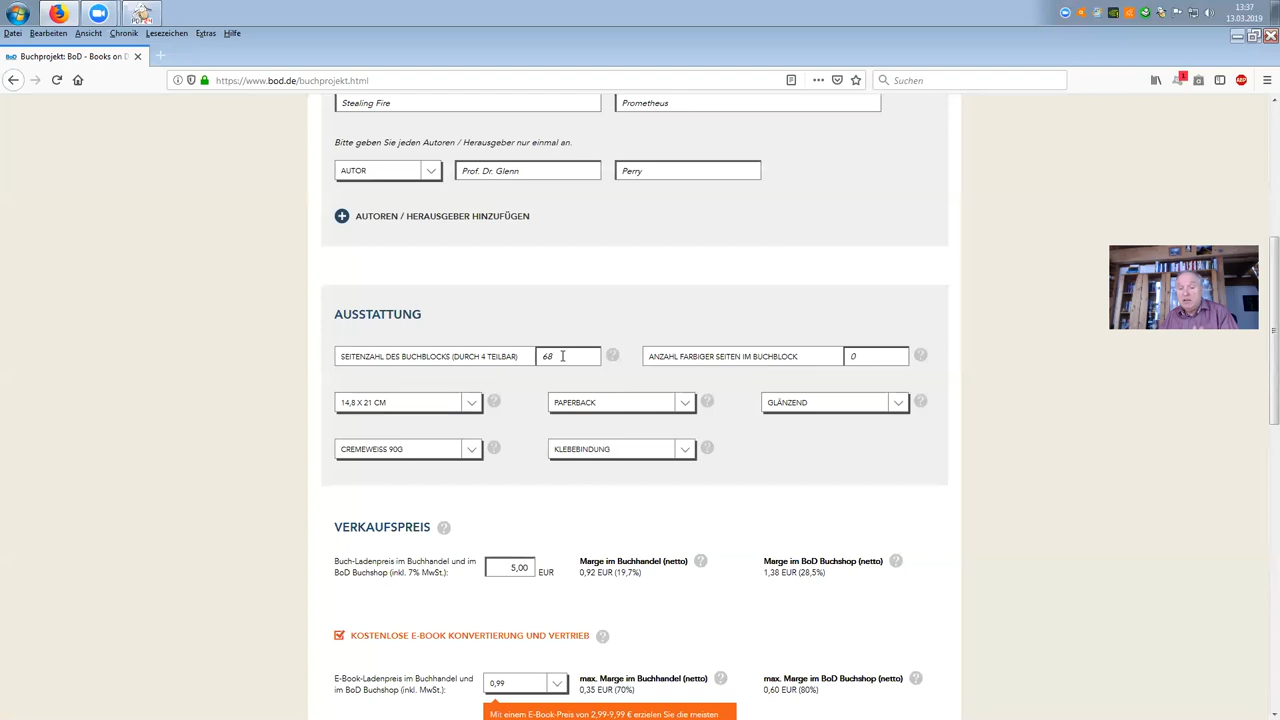 13:37
13.03.2019
Datei Bearbeiten Ansicht Chronik Lesezeichen Extras Hilfe
BoD Buchprojekt: BoD - Books on D
https://www.bod.de/buchprojekt.html
Suchen
1
ABP
Stealing Fire
Prometheus
Bitte geben Sie jeden Autoren / Herausgeber nur einmal an.
AUTOR
Prof. Dr. Glenn
Perry
AUTOREN / HERAUSGEBER HINZUFÜGEN
AUSSTATTUNG
SEITENZAHL DES BUCHBLOCKS (DURCH 4 TEILBAR) 68
ANZAHL FARBIGER SEITEN IM BUCHBLOCK 0
14,8 X 21 CM
PAPERBACK
GLÄNZEND
CREMEWEISS 90G
KLEBEBINDUNG
VERKAUFSPREIS
Buch-Ladenpreis im Buchhandel und im
BoD Buchshop (inkl. 7% MwSt.):
5,00 EUR
Marge im Buchhandel (netto)
0,92 EUR (19,7%)
Marge im BoD Buchshop (netto)
1,38 EUR (28,5%)
KOSTENLOSE E-BOOK KONVERTIERUNG UND VERTRIEB
E-Book-Ladenpreis im Buchhandel und
im BoD Buchshop (inkl. MwSt.):
0,99
max. Marge im Buchhandel (netto)
0,35 EUR (70%)
max. Marge im BoD Buchshop (netto)
0,60 EUR (80%)
Mit einem E-Book-Preis von 2,99-9,99 € erzielen Sie die meisten